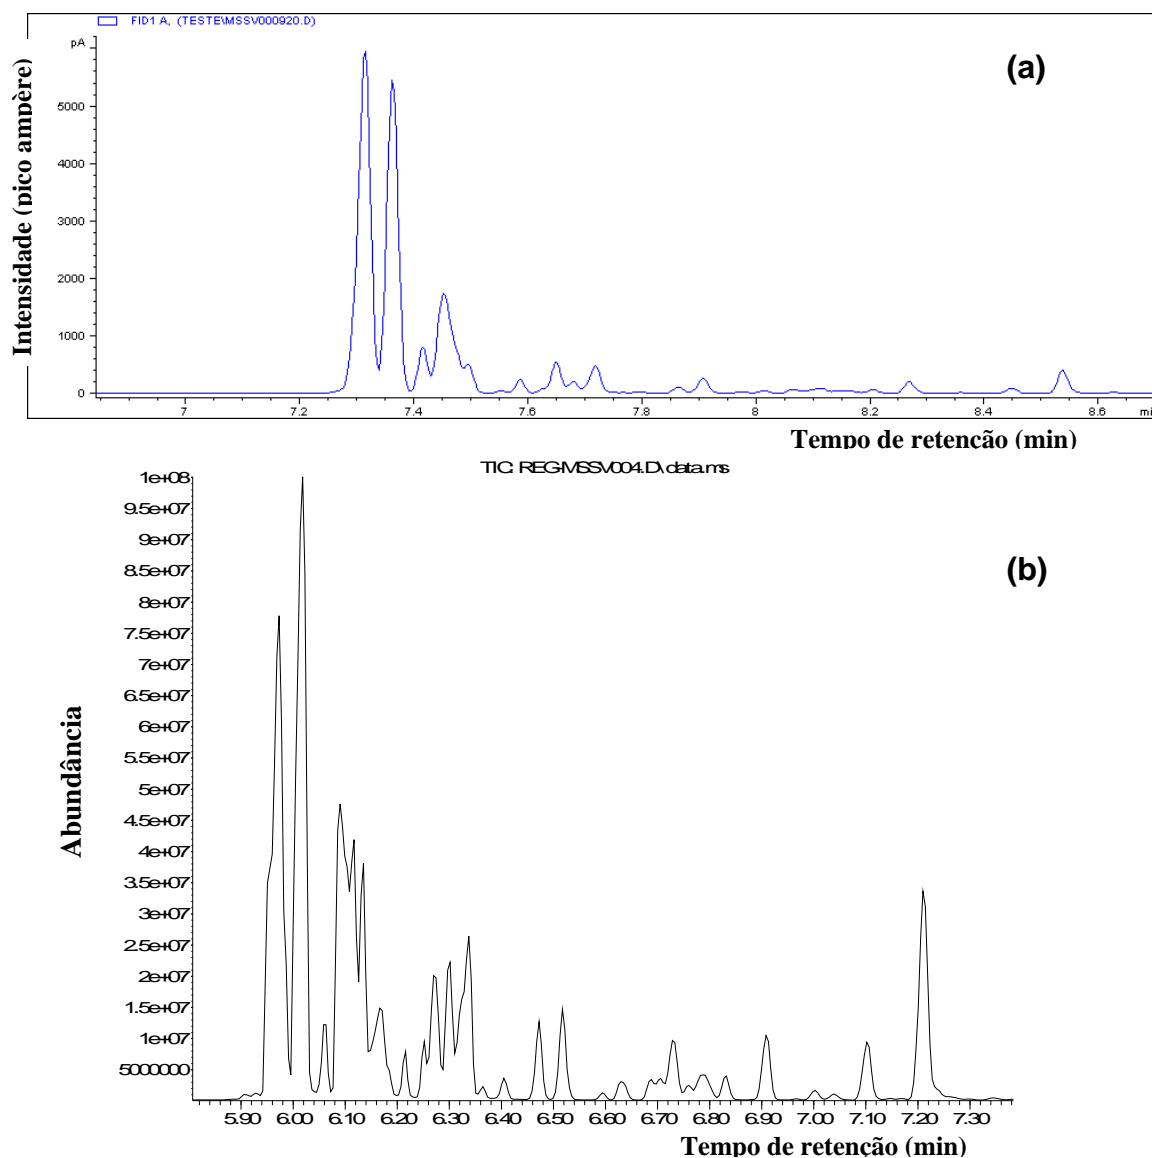 FID1 A, (TESTE\MSSV000920.D)
pA
(a)
Intensidade (pico ampère)
5000
4000
3000
2000
1000
0
7 7.2 7.4 7.6 7.8 8 8.2 8.4 8.6 mi
Tempo de retenção (min)
TIC: REG-MSSV004.D\data.ms
(b)
Abundância
1e+08
9.5e+07
9e+07
8.5e+07
8e+07
7.5e+07
7e+07
6.5e+07
6e+07
5.5e+07
5e+07
4.5e+07
4e+07
3.5e+07
3e+07
2.5e+07
2e+07
1.5e+07
1e+07
5000000
5.90 6.00 6.10 6.20 6.30 6.40 6.50 6.60 6.70 6.80 6.90 7.00 7.10 7.20 7.30
Tempo de retenção (min)